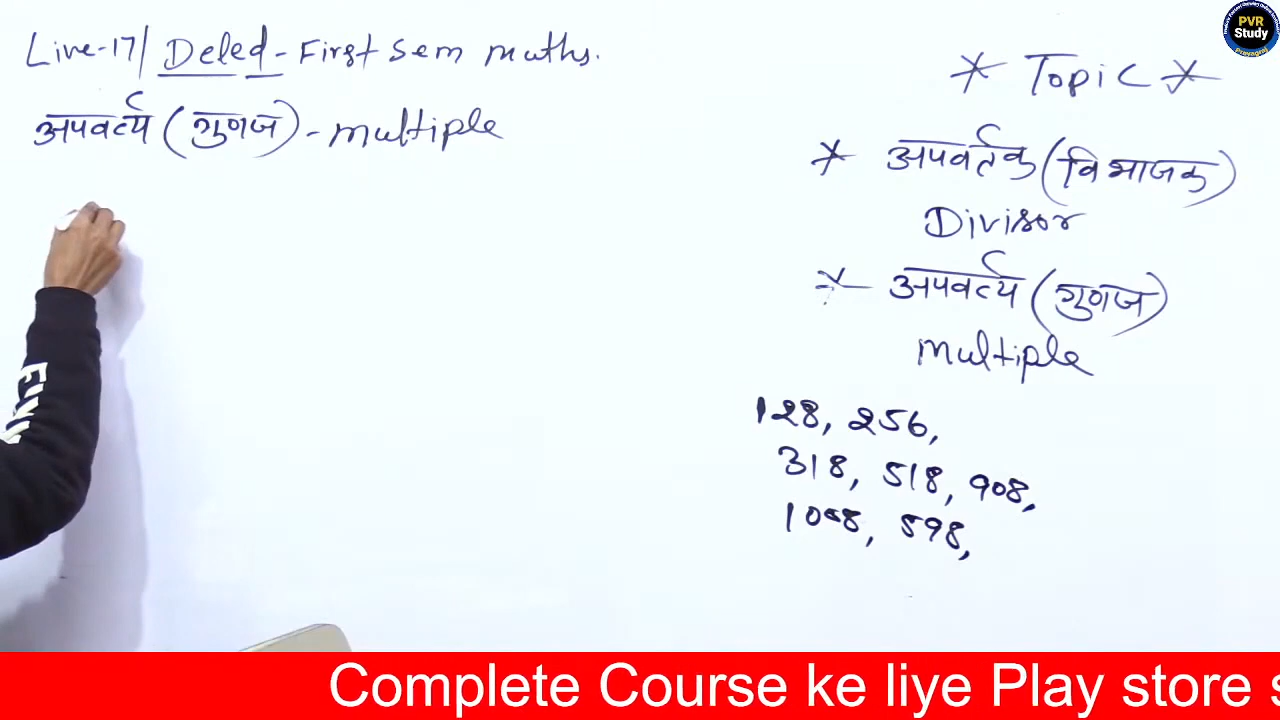 Live-17/ Deled - First Sem maths.
अपवर्त्य (गुणज) - multiple
* Topic *
* अपवर्तक (विभाजक)
Divisor
* अपवर्त्य (गुणज)
multiple
128, 256,
318, 518, 908,
1058, 598,
PVR
Study
Prayagraj
Complete Course ke liye Play store s